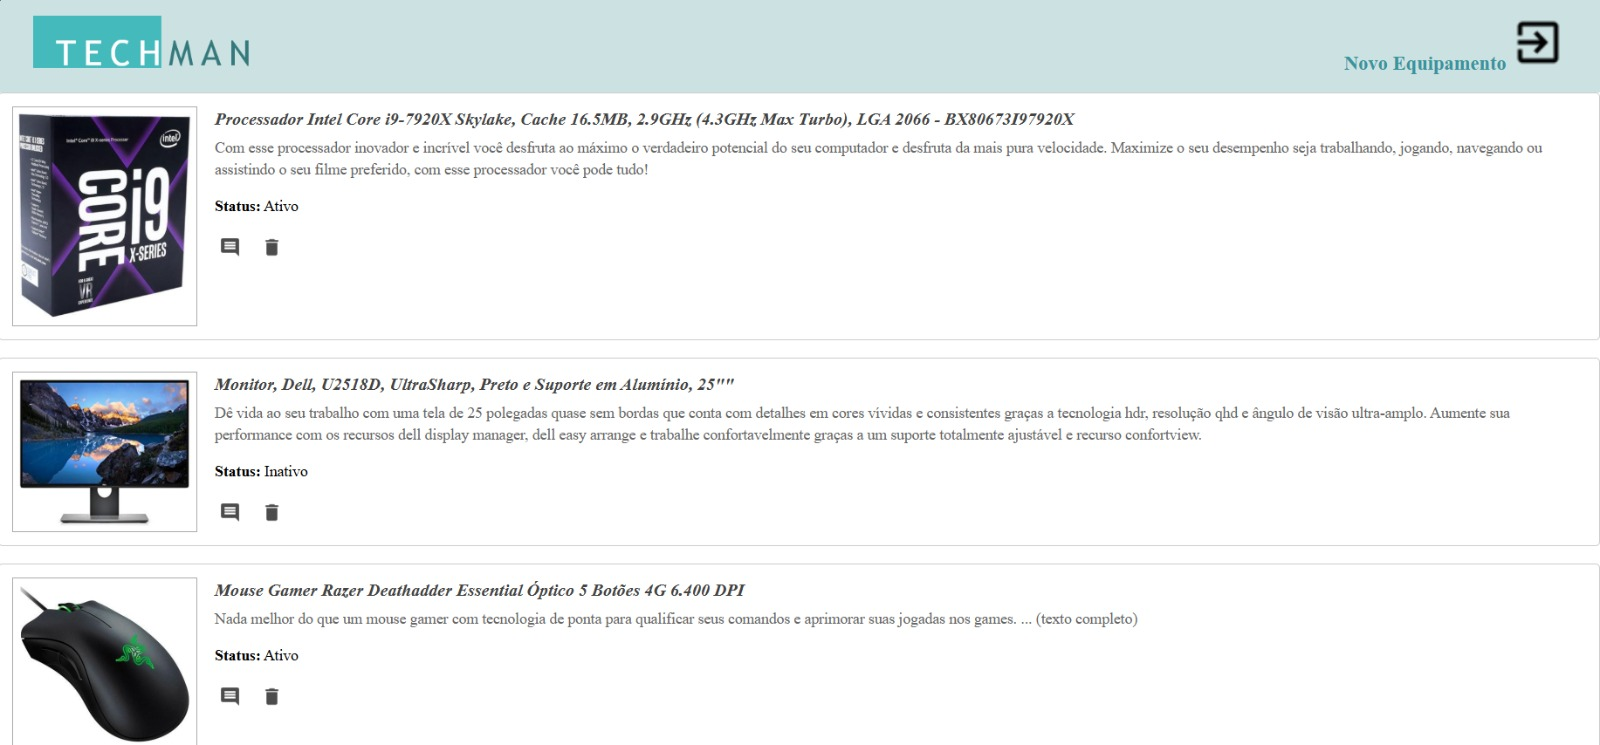 TECHMAN
Novo Equipamento
Processador Intel Core i9-7920X Skylake, Cache 16.5MB, 2.9GHz (4.3GHz Max Turbo), LGA 2066 - BX80673I97920X
Com esse processador inovador e incrivel você desfruta ao máximo o verdadeiro potencial do seu computador e desfruta da mais pura velocidade. Maximize o seu desempenho seja trabalhando, jogando, navegando ou
assistindo o seu filme preferido, com esse processador você pode tudo!
Status: Ativo
intel
CORE i9
X-SERIES
VR
Monitor, Dell, U2518D, UltraSharp, Preto e Suporte em Alumínio, 25""
Dê vida ao seu trabalho com uma tela de 25 polegadas quase sem bordas que conta com detalhes em cores vívidas e consistentes graças a tecnologia hdr, resolução qhd e ângulo de visão ultra-amplo. Aumente sua
performance com os recursos dell display manager, dell easy arrange e trabalhe confortavelmente graças a um suporte totalmente ajustável e recurso confortview.
Status: Inativo
Mouse Gamer Razer Deathadder Essential Óptico 5 Botões 4G 6.400 DPI
Nada melhor do que um mouse gamer com tecnologia de ponta para qualificar seus comandos e aprimorar suas jogadas nos games. ... (texto completo)
Status: Ativo